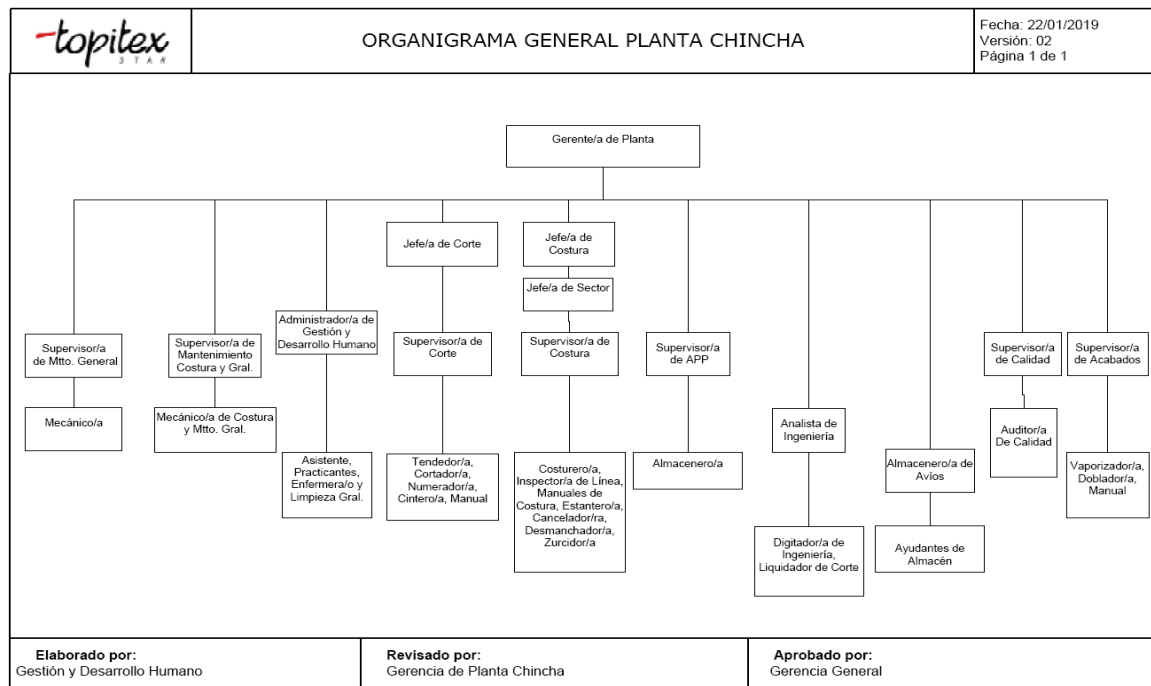 topitex
STAR
ORGANIGRAMA GENERAL PLANTA CHINCHA
Fecha: 22/01/2019
Versión: 02
Página 1 de 1
Gerente/a de Planta
Jefe/a de Corte
Jefe/a de
Costura
Jefe/a de Sector
Supervisor/a
de Mtto. General
Supervisor/a de
Mantenimiento
Costura y Gral.
Administrador/a de
Gestión y
Desarrollo Humano
Supervisor/a de
Corte
Supervisor/a de
Costura
Supervisor/a
de APP
Supervisor/a
de Calidad
Supervisor/a
de Acabados
Mecánico/a
Mecánico/a de Costura
y Mtto. Gral.
Analista de
Ingeniería
Auditor/a
De Calidad
Asistente,
Practicantes,
Enfermera/o y
Limpieza Gral.
Tendedor/a,
Cortador/a,
Numerador/a,
Cintero/a, Manual
Costurero/a,
Inspector/a de Línea,
Manuales de
Costura, Estantero/a,
Cancelador/ra,
Desmanchador/a,
Zurcidor/a
Almacenero/a
Almacenero/a de
Avíos
Vaporizador/a,
Doblador/a,
Manual
Digitador/a de
Ingeniería,
Liquidador de Corte
Ayudantes de
Almacén
Elaborado por:
Gestión y Desarrollo Humano
Revisado por:
Gerencia de Planta Chincha
Aprobado por:
Gerencia General